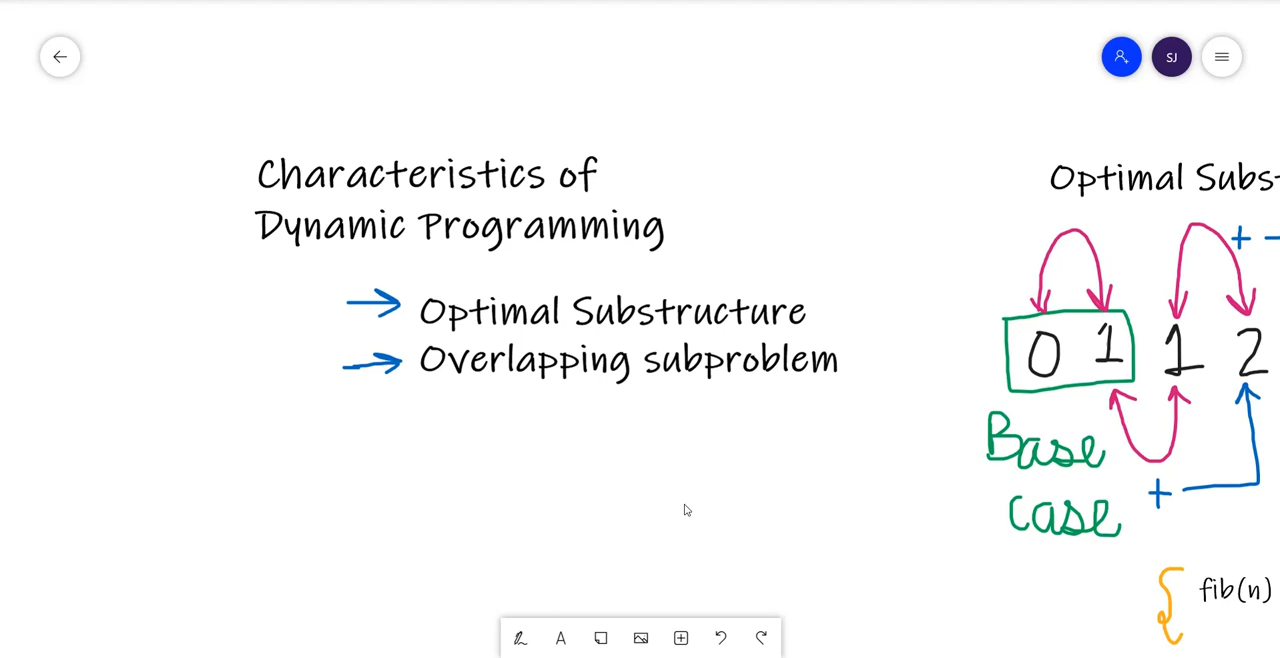 SJ
Characteristics of
Dynamic Programming
Optimal Substructure
Overlapping subproblem
Optimal Subs
+ -
0 1 1 2
Base
case
+
fib(n)
A